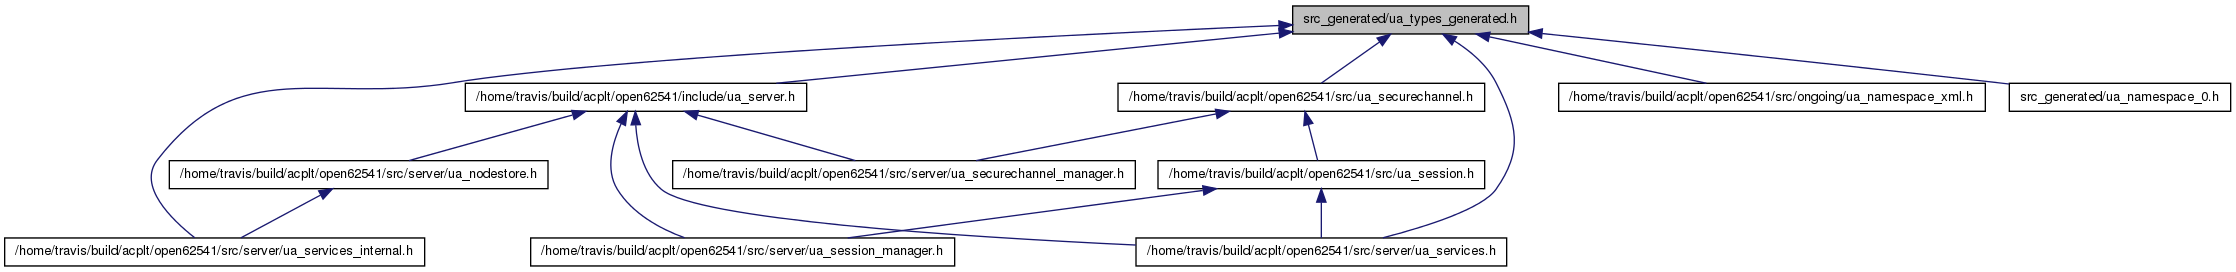 src_generated/ua_types_generated.h
/home/travis/build/acplt/open62541/include/ua_server.h
/home/travis/build/acplt/open62541/src/ua_securechannel.h
/home/travis/build/acplt/open62541/src/ongoing/ua_namespace_xml.h
src_generated/ua_namespace_0.h
/home/travis/build/acplt/open62541/src/server/ua_nodestore.h
/home/travis/build/acplt/open62541/src/server/ua_securechannel_manager.h
/home/travis/build/acplt/open62541/src/ua_session.h
/home/travis/build/acplt/open62541/src/server/ua_services_internal.h
/home/travis/build/acplt/open62541/src/server/ua_session_manager.h
/home/travis/build/acplt/open62541/src/server/ua_services.h